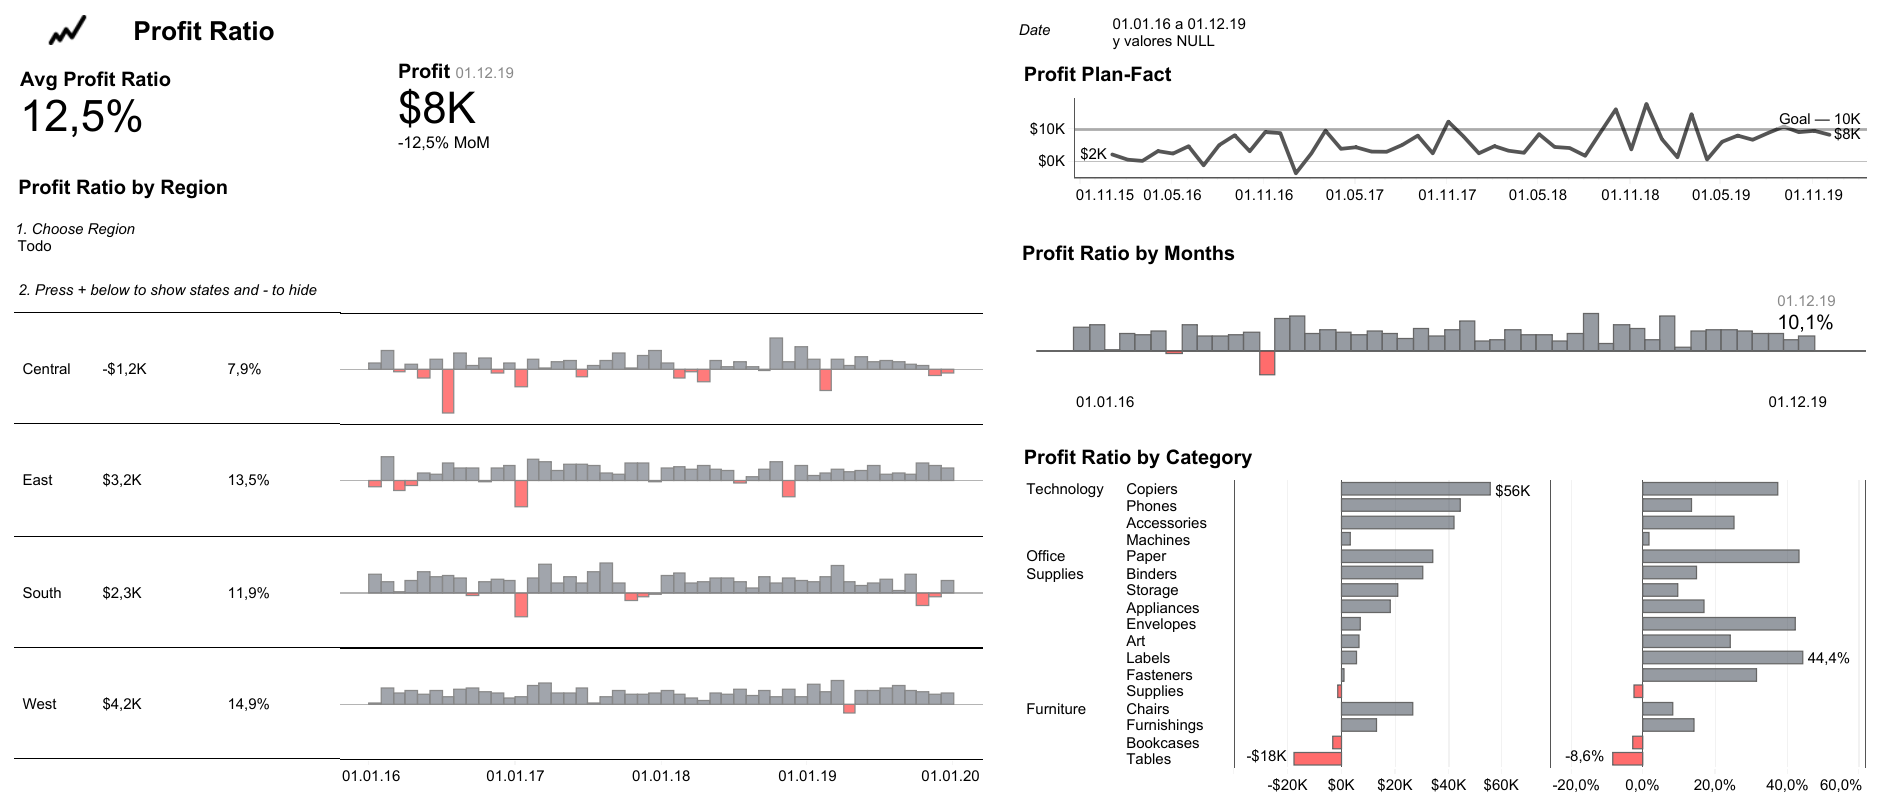 Profit Ratio
Avg Profit Ratio
12,5%
Profit 01.12.19
$8K
-12,5% MoM
Profit Ratio by Region
1. Choose Region
Todo
2. Press + below to show states and - to hide
Central -$1,2K 7,9%
East $3,2K 13,5%
South $2,3K 11,9%
West $4,2K 14,9%
01.01.16 01.01.17 01.01.18 01.01.19 01.01.20
Date 01.01.16 a 01.12.19
y valores NULL
Profit Plan-Fact
Goal — 10K
$10K
$8K
$2K
$0K
01.11.15 01.05.16 01.11.16 01.05.17 01.11.17 01.05.18 01.11.18 01.05.19 01.11.19
Profit Ratio by Months
01.12.19
10,1%
01.01.16 01.12.19
Profit Ratio by Category
Technology Copiers $56K
Phones
Accessories
Machines
Office Paper
Supplies Binders
Storage
Appliances
Envelopes
Art
Labels 44,4%
Fasteners
Supplies
Furniture Chairs
Furnishings
Bookcases
Tables -$18K -8,6%
-$20K $0K $20K $40K $60K -20,0% 0,0% 20,0% 40,0% 60,0%